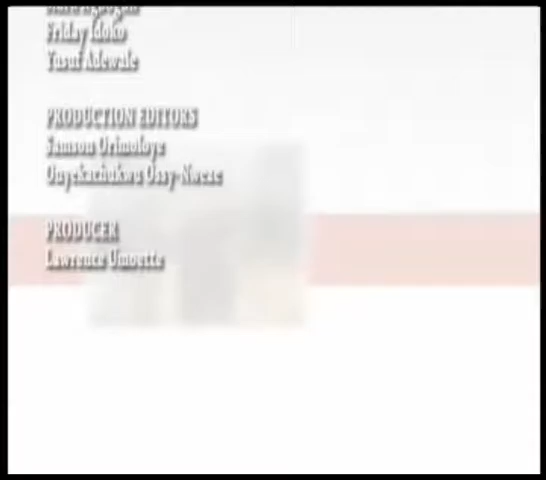 Friday Idoko
Yusuf Adewale
PRODUCTION EDITORS
Samson Orimoloye
Onyekachukwu Ossy-Nweze
PRODUCER
Lawrence Umoette